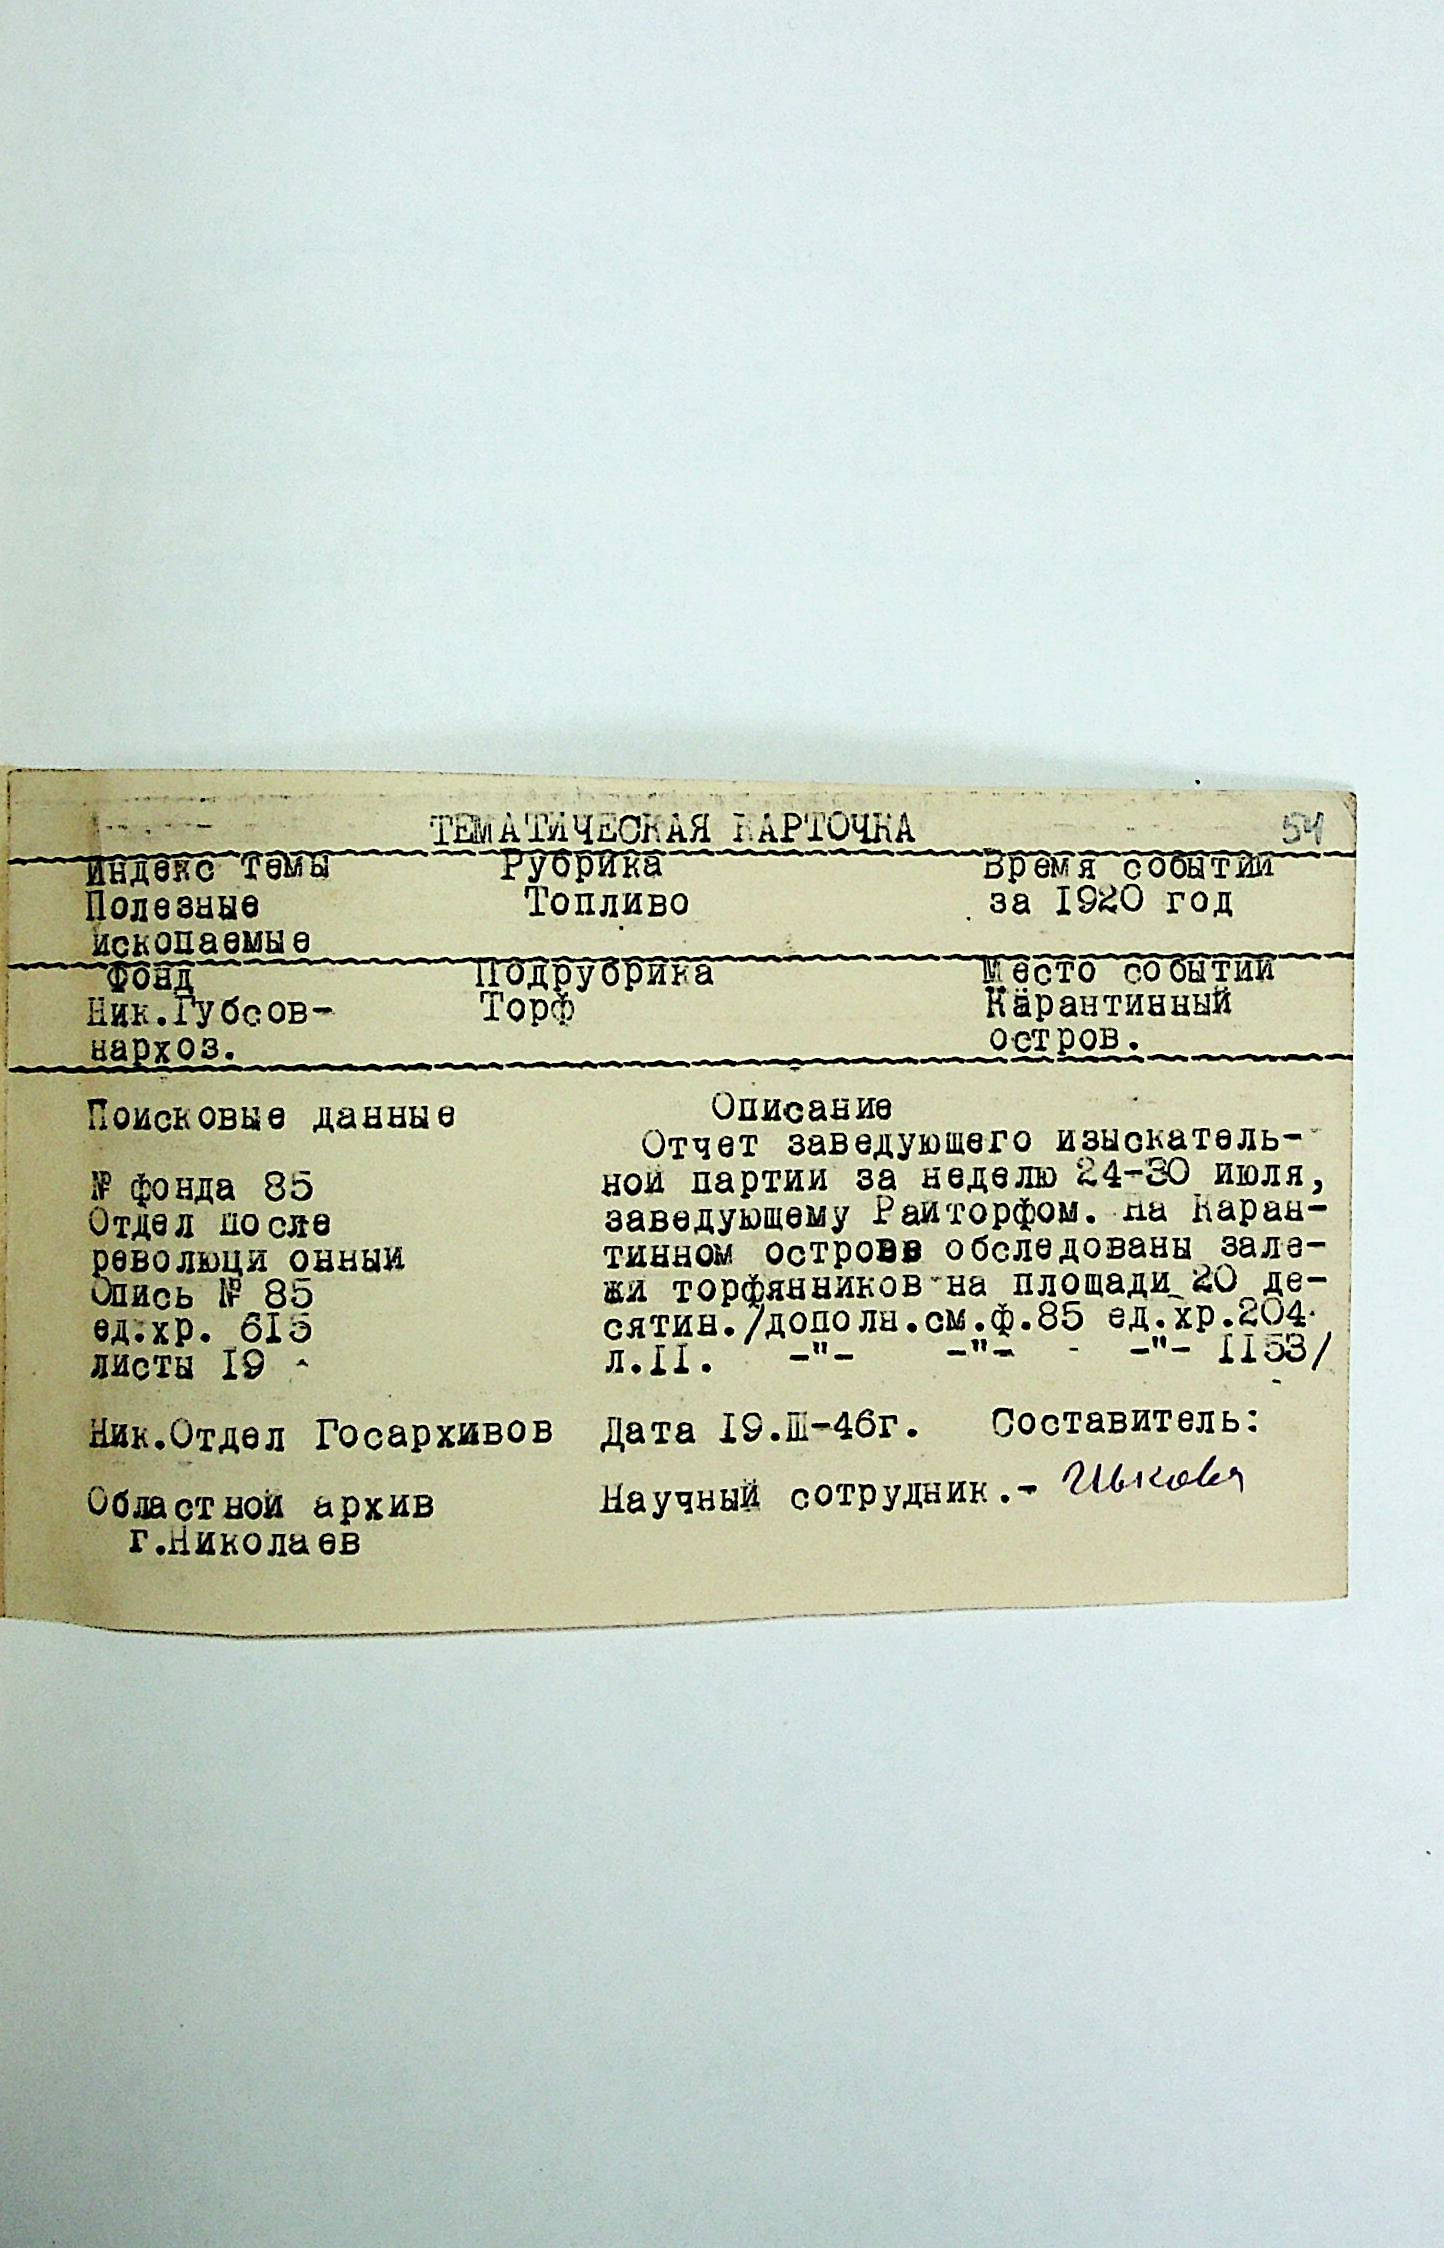 ТЕМАТИЧЕСКАЯ КАРТОЧКА 54
Индекс темы Рубрика Время событий
Полезные Топливо за 1920 год
ископаемые
Фонд Подрубрика Место событий
Ник.Губсов- Торф Карантинный
нархоз. остров.
Поисковые данные Описание
Отчет заведующего изыскатель-
№ фонда 85 ной партии за неделю 24-30 июля,
Отдел после заведующему Райторфом. На Каран-
революци онный тинном острове обследованы зале-
Опись № 85 жи торфянников на площади 20 де-
ед.хр. 615 сятин./дополн.см.ф.85 ед.хр.204
листы 19 л.II. -"- -"- - -"- 1153/
Ник.Отдел Госархивов Дата 19.Ш-46г. Составитель:
Областной архив Научный сотрудник.-
г.Николаев